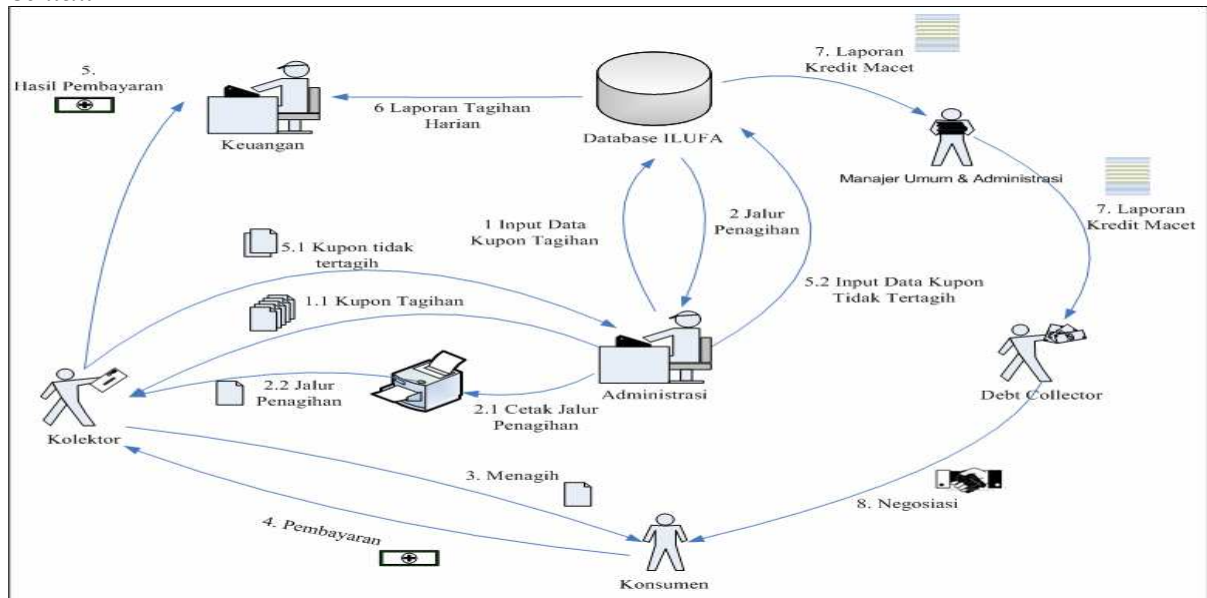 7. Laporan
Kredit Macet
5.
Hasil Pembayaran
6 Laporan Tagihan
Harian
Keuangan
Database ILUFA
Manajer Umum & Administrasi
7. Laporan
Kredit Macet
1 Input Data
Kupon Tagihan
2 Jalur
Penagihan
5.1 Kupon tidak
tertagih
5.2 Input Data Kupon
Tidak Tertagih
1.1 Kupon Tagihan
2.2 Jalur
Penagihan
2.1 Cetak Jalur
Penagihan
Administrasi
Debt Collector
Kolektor
3. Menagih
8. Negosiasi
4. Pembayaran
Konsumen